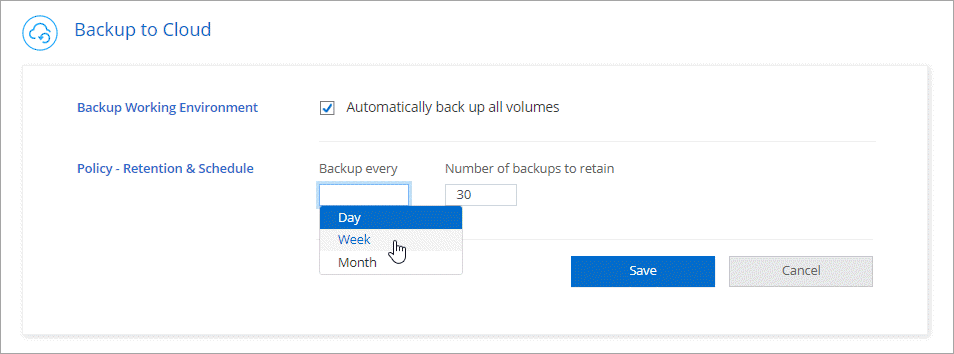 Backup to Cloud
Backup Working Environment
Automatically back up all volumes
Policy - Retention & Schedule
Backup every
Number of backups to retain
30
Day
Week
Month
Save
Cancel